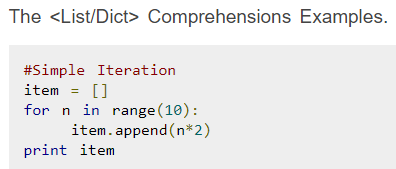 The <List/Dict> Comprehensions Examples.
#Simple Iteration
item = []
for n in range(10):
      item.append(n*2)
print item